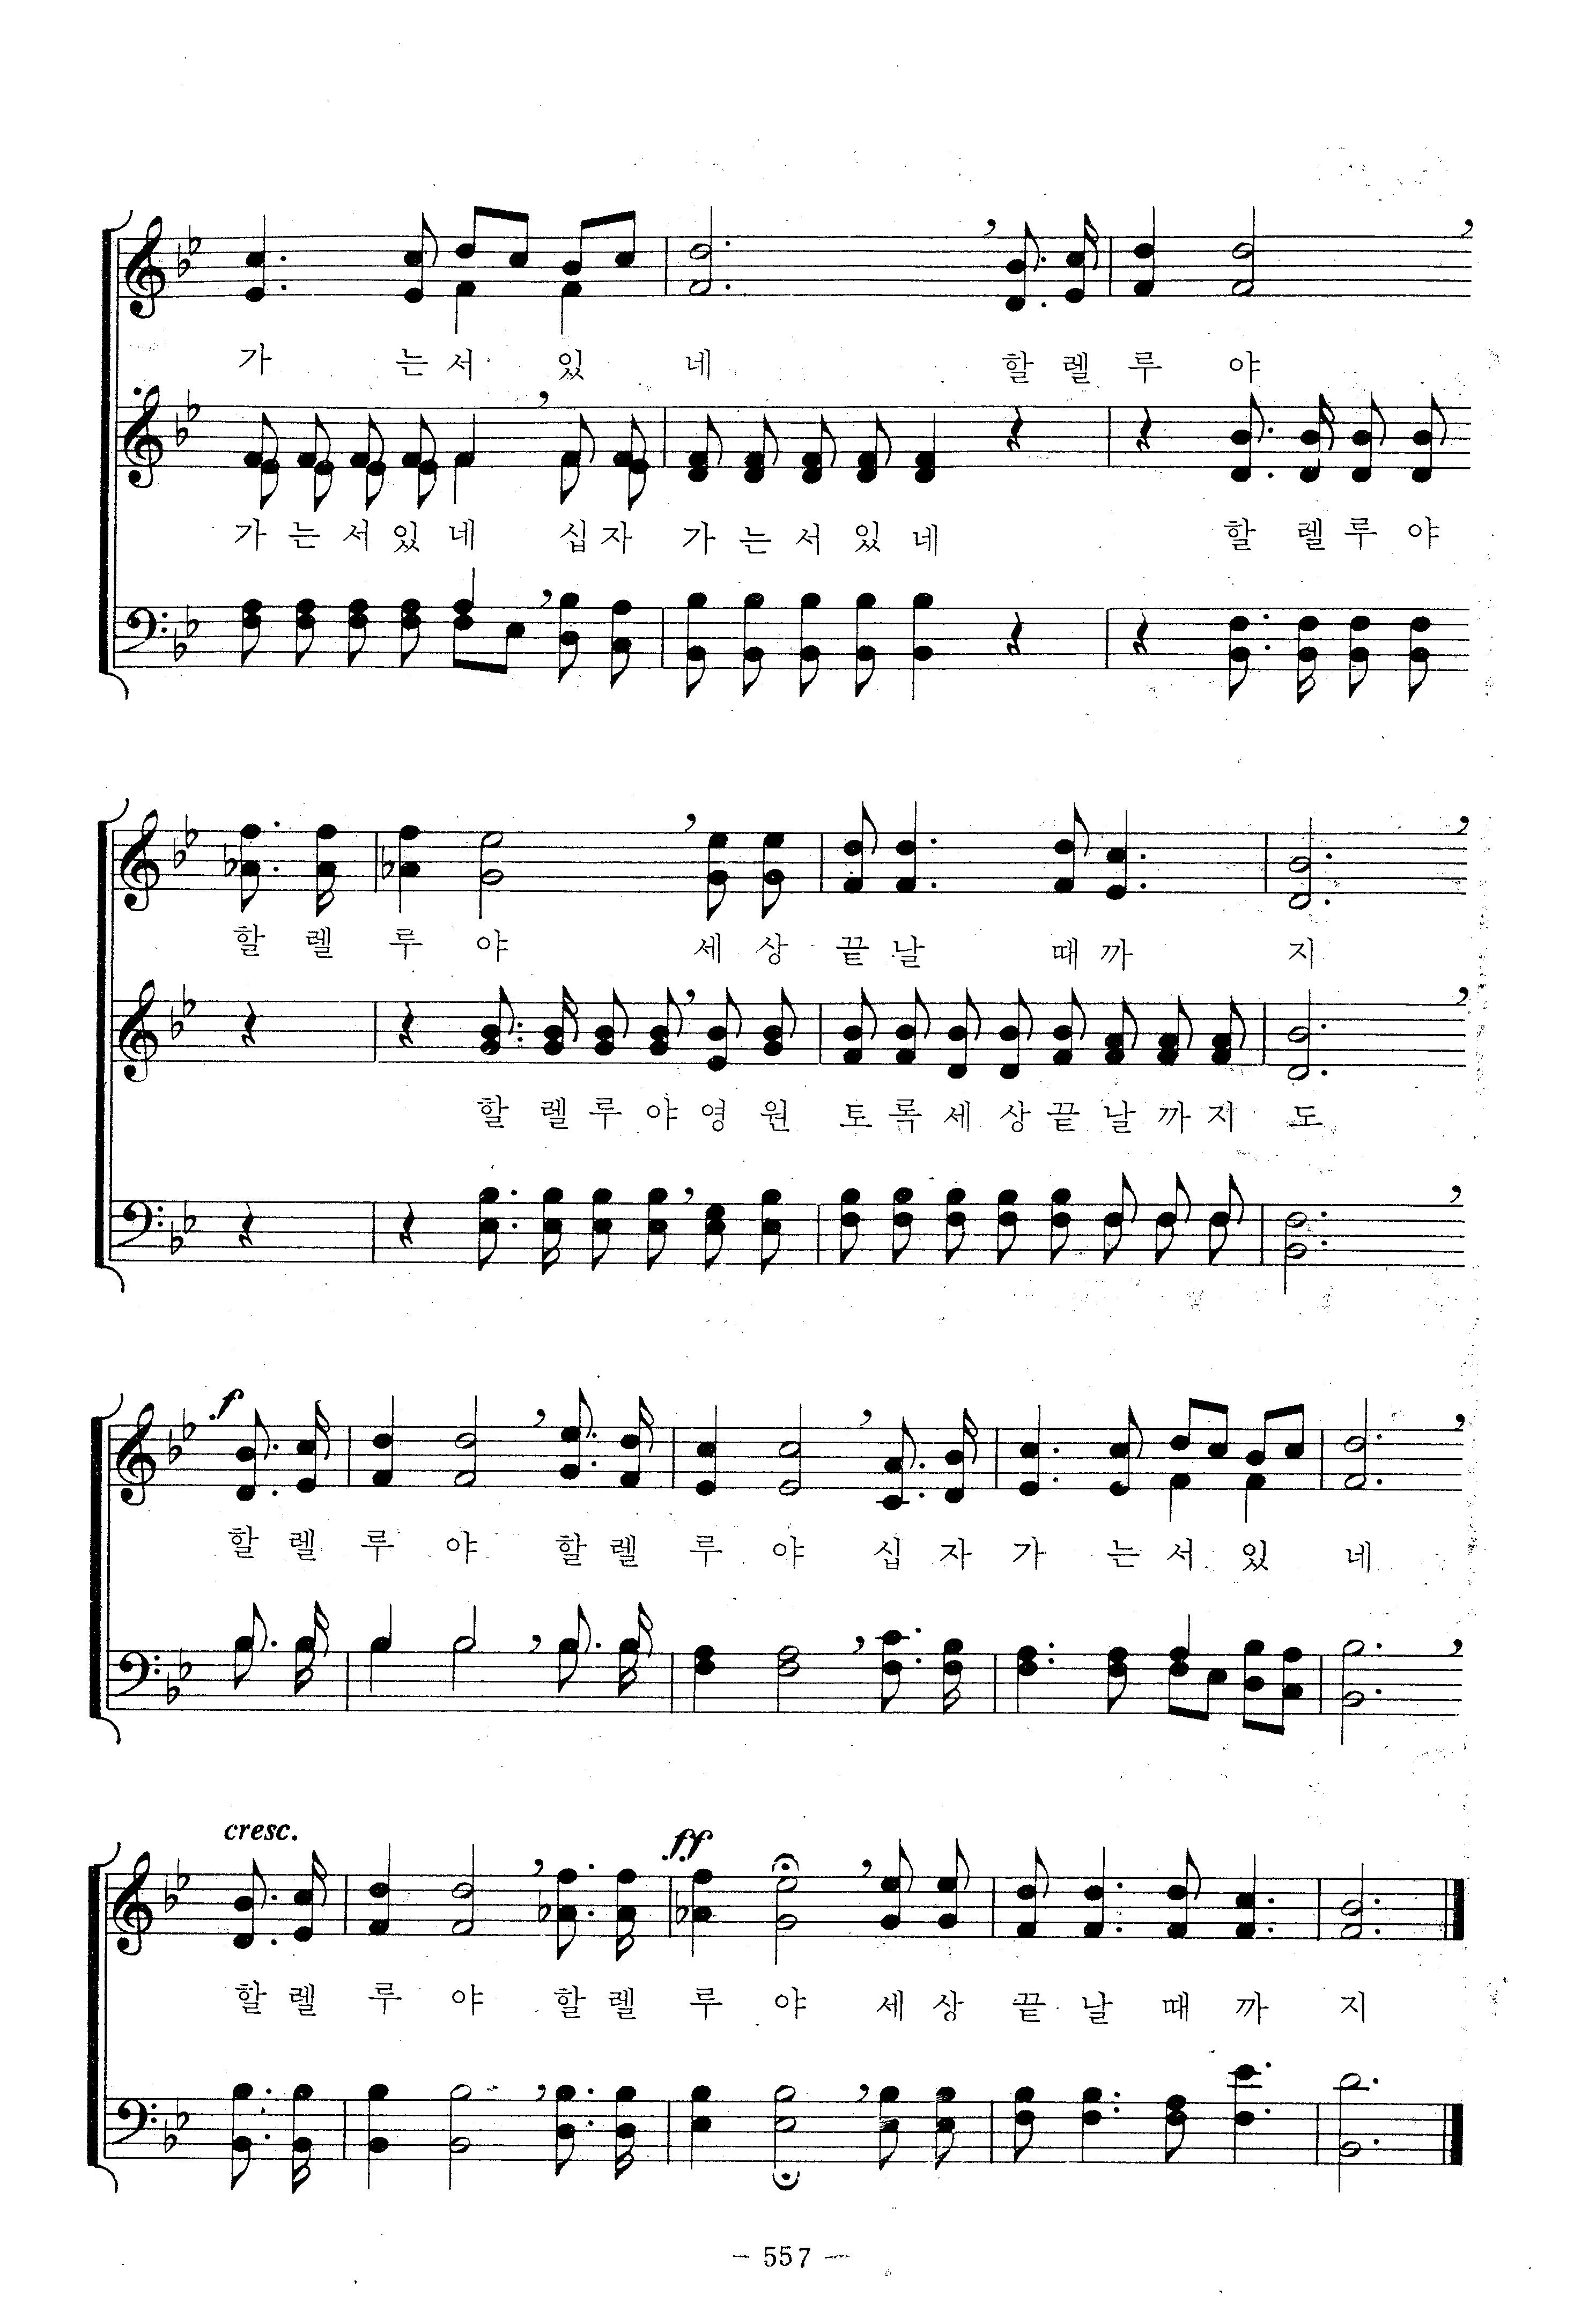 가 는 서 있 네 할 렐 루 야
가 는 서 있 네 십 자 가 는 서 있 네 할 렐 루 야
할 렐 루 야 세 상 끝 날 때 까 지
할 렐 루 야 영 원 토 록 세 상 끝 날 까 지 도
f
할 렐 루 야 할 렐 루 야 십 자 가 는 서 있 네
cresc. ff
할 렐 루 야 할 렐 루 야 세 상 끝 날 때 까 지
- 557 -